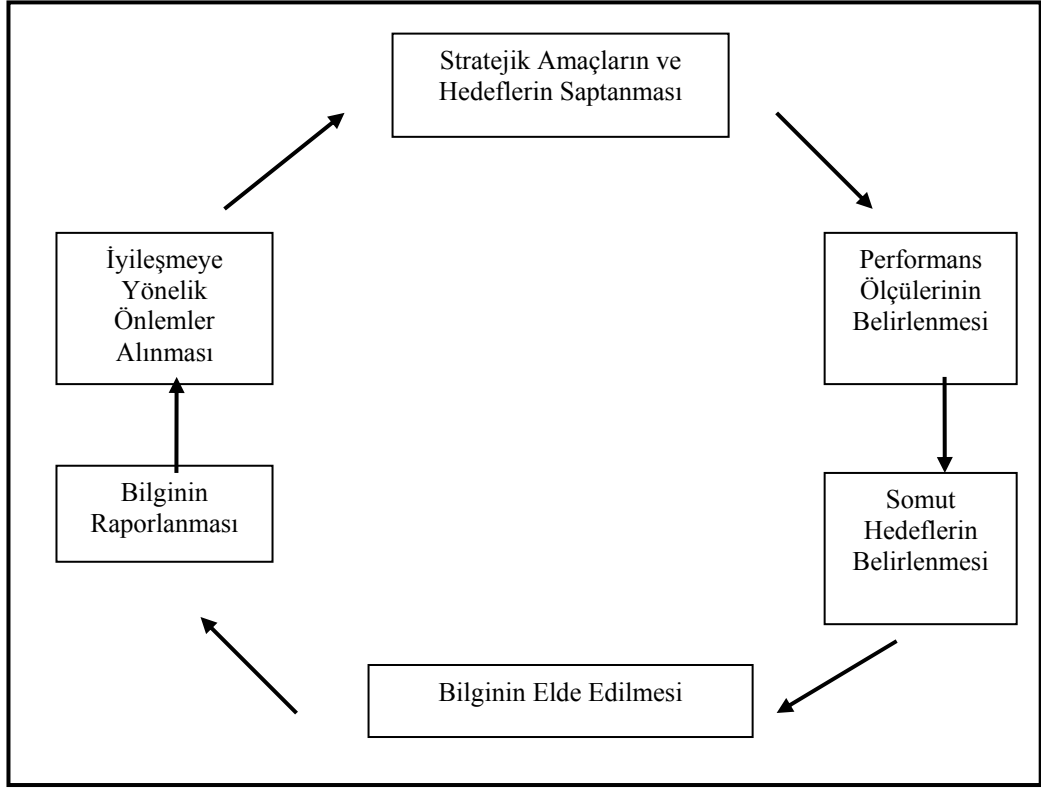 Stratejik Amaçların ve
Hedeflerin Saptanması
Performans
Ölçülerinin
Belirlenmesi
Somut
Hedeflerin
Belirlenmesi
Bilginin Elde Edilmesi
Bilginin
Raporlanması
İyileşmeye
Yönelik
Önlemler
Alınması